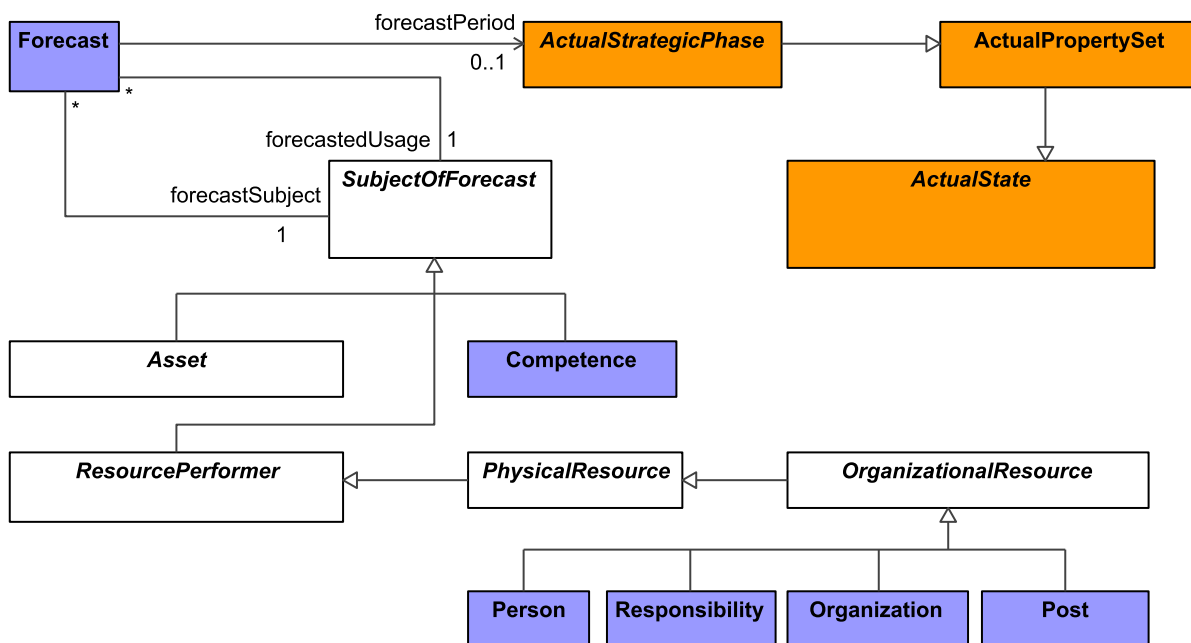 forecastPeriod
Forecast
ActualStrategicPhase
ActualPropertySet
0..1
*
*
forecastedUsage
1
SubjectOfForecast
ActualState
forecastSubject
1
Asset
Competence
ResourcePerformer
PhysicalResource
OrganizationalResource
Person
Responsibility
Organization
Post